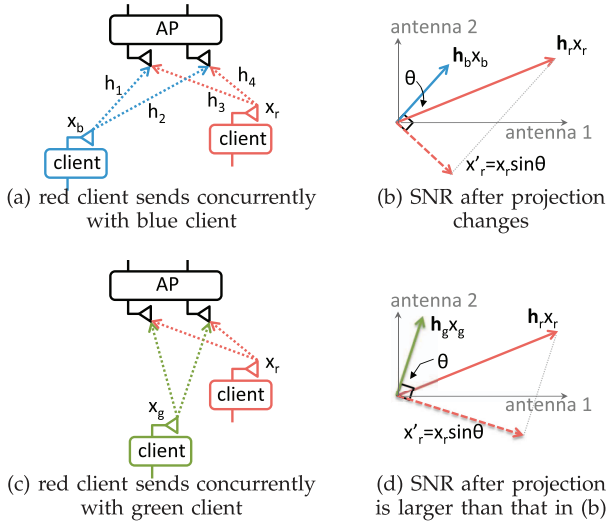 AP
h1
h2
h3
h4
xb
xr
client
client
(a) red client sends concurrently
with blue client
antenna 2
hbxb
hrxr
θ
antenna 1
x'r=xrsinθ
(b) SNR after projection
changes
AP
xr
client
xg
client
(c) red client sends concurrently
with green client
antenna 2
hgxg
hrxr
θ
antenna 1
x'r=xrsinθ
(d) SNR after projection
is larger than that in (b)